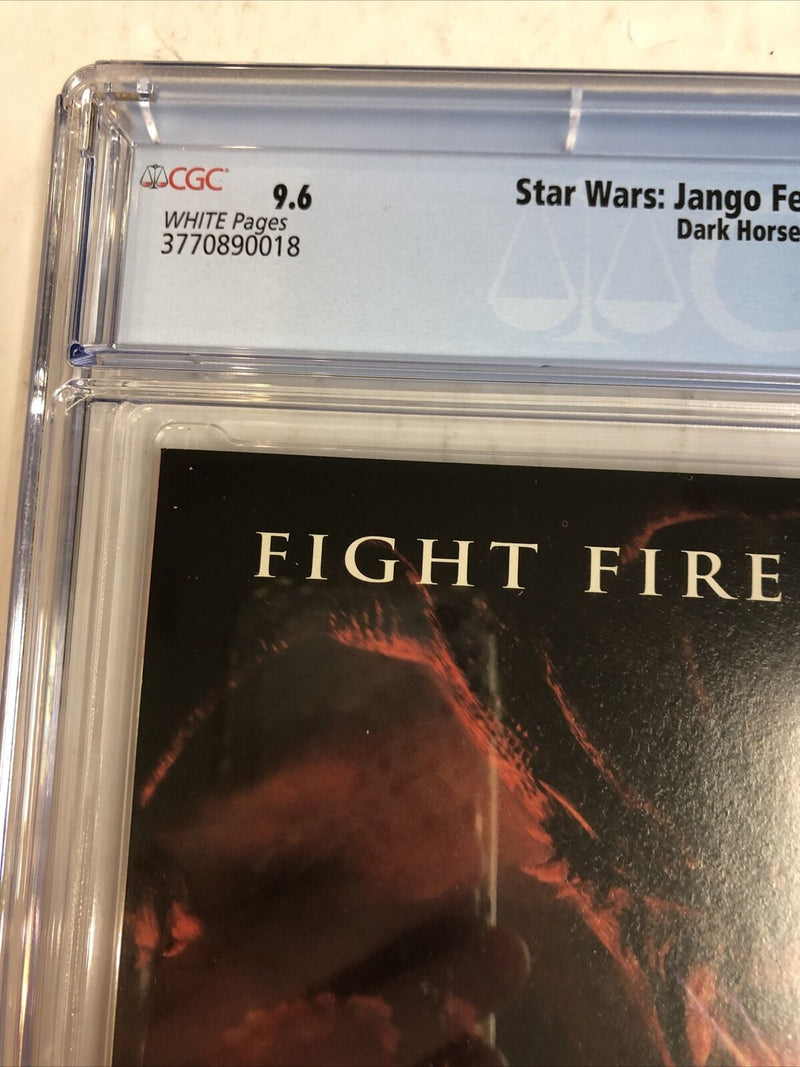 CGC
9.6
WHITE Pages
3770890018
Star Wars: Jango Fe
Dark Horse
FIGHT FIRE